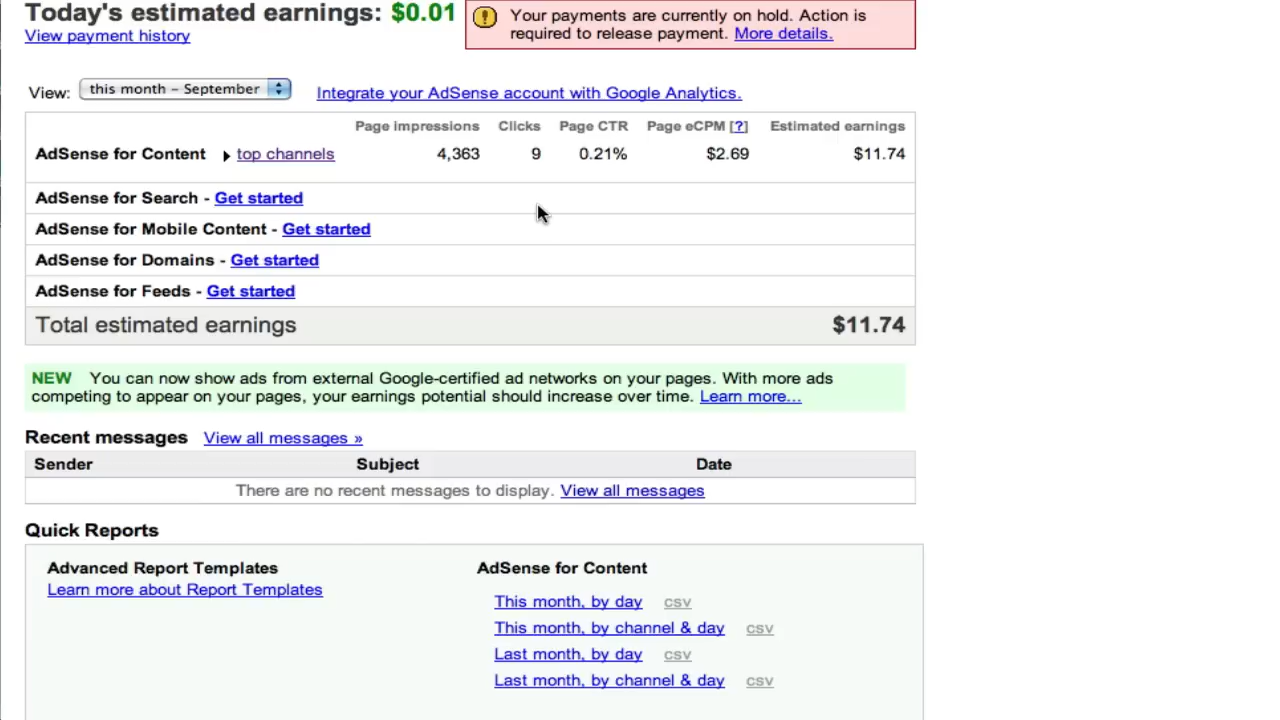 Today's estimated earnings: $0.01
View payment history
Your payments are currently on hold. Action is
required to release payment. More details.
View: this month – September Integrate your AdSense account with Google Analytics.
Page impressions Clicks Page CTR Page eCPM [?] Estimated earnings
AdSense for Content top channels 4,363 9 0.21% $2.69 $11.74
AdSense for Search - Get started
AdSense for Mobile Content - Get started
AdSense for Domains - Get started
AdSense for Feeds - Get started
Total estimated earnings $11.74
NEW You can now show ads from external Google-certified ad networks on your pages. With more ads
competing to appear on your pages, your earnings potential should increase over time. Learn more...
Recent messages View all messages »
Sender Subject Date
There are no recent messages to display. View all messages
Quick Reports
Advanced Report Templates
Learn more about Report Templates
AdSense for Content
This month, by day csv
This month, by channel & day csv
Last month, by day csv
Last month, by channel & day csv